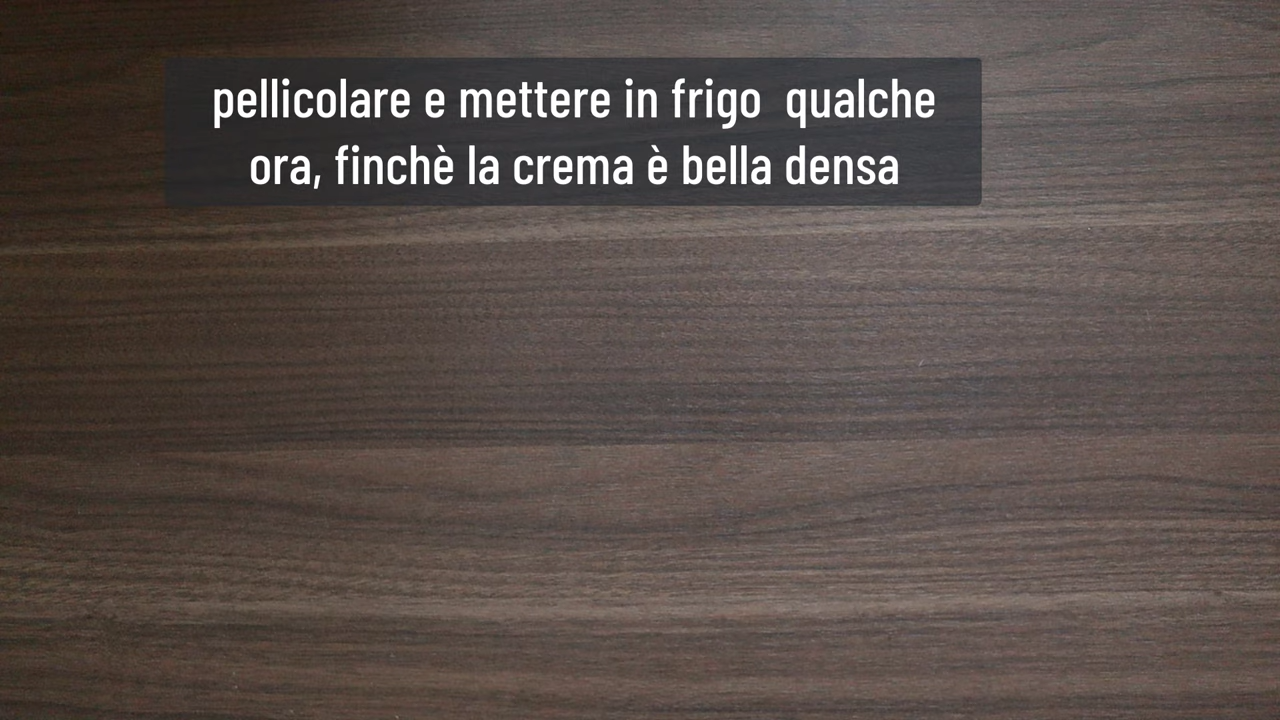 pellicolare e mettere in frigo  qualche
ora, finchè la crema è bella densa